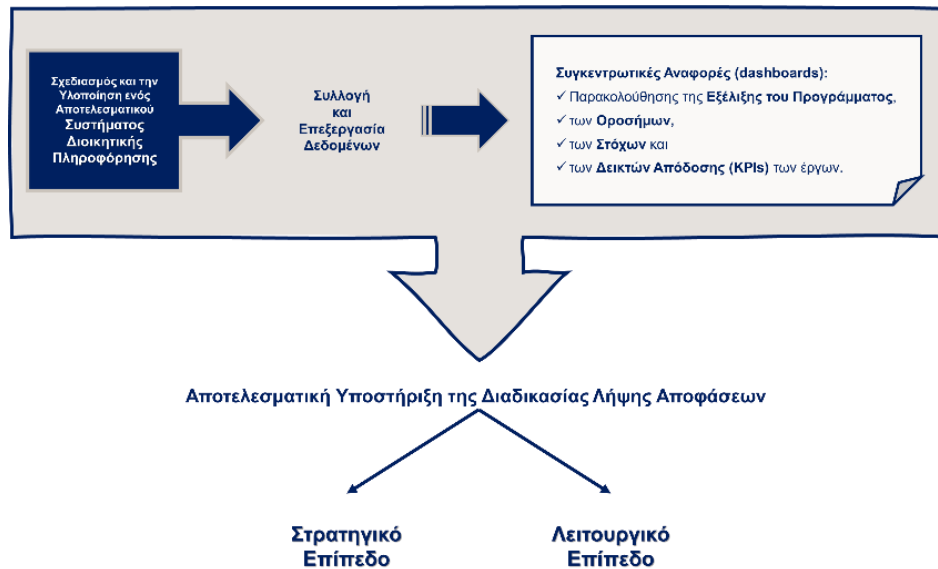 Σχεδιασμός και την
Υλοποίηση ενός
Αποτελεσματικού
Συστήματος
Διοικητικής
Πληροφόρησης
Συλλογή
και
Επεξεργασία
Δεδομένων
Συγκεντρωτικές Αναφορές (dashboards):
✓ Παρακολούθησης της Εξέλιξης του Προγράμματος,
✓ των Οροσήμων,
✓ των Στόχων και
✓ των Δεικτών Απόδοσης (KPIs) των έργων.
Αποτελεσματική Υποστήριξη της Διαδικασίας Λήψης Αποφάσεων
Στρατηγικό
Επίπεδο
Λειτουργικό
Επίπεδο